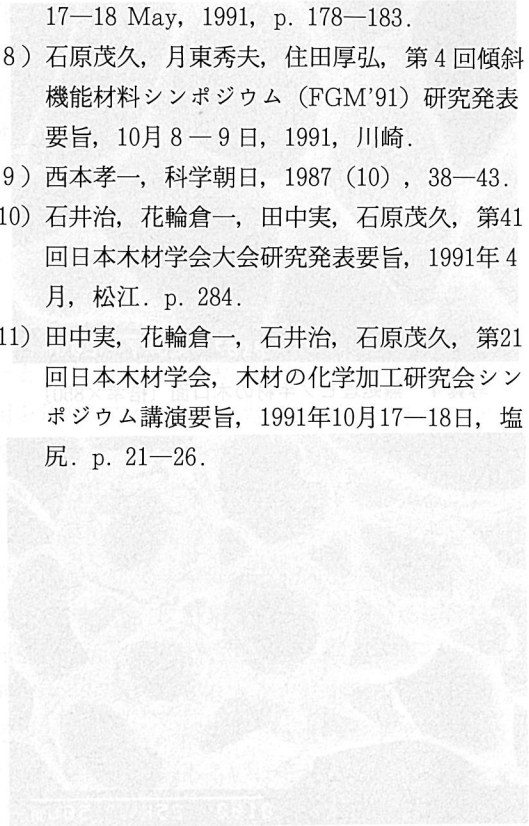 17―18 May, 1991, p. 178―183.
8) 石原茂久, 月東秀夫, 住田厚弘, 第4回傾斜
機能材料シンポジウム (FGM'91) 研究発表
要旨, 10月8―9日, 1991, 川崎.
9) 西本孝一, 科学朝日, 1987 (10), 38―43.
10) 石井治, 花輪倉一, 田中実, 石原茂久, 第41
回日本木材学会大会研究発表要旨, 1991年4
月, 松江. p. 284.
11) 田中実, 花輪倉一, 石井治, 石原茂久, 第21
回日本木材学会, 木材の化学加工研究会シン
ポジウム講演要旨, 1991年10月17―18日, 塩
尻. p. 21―26.